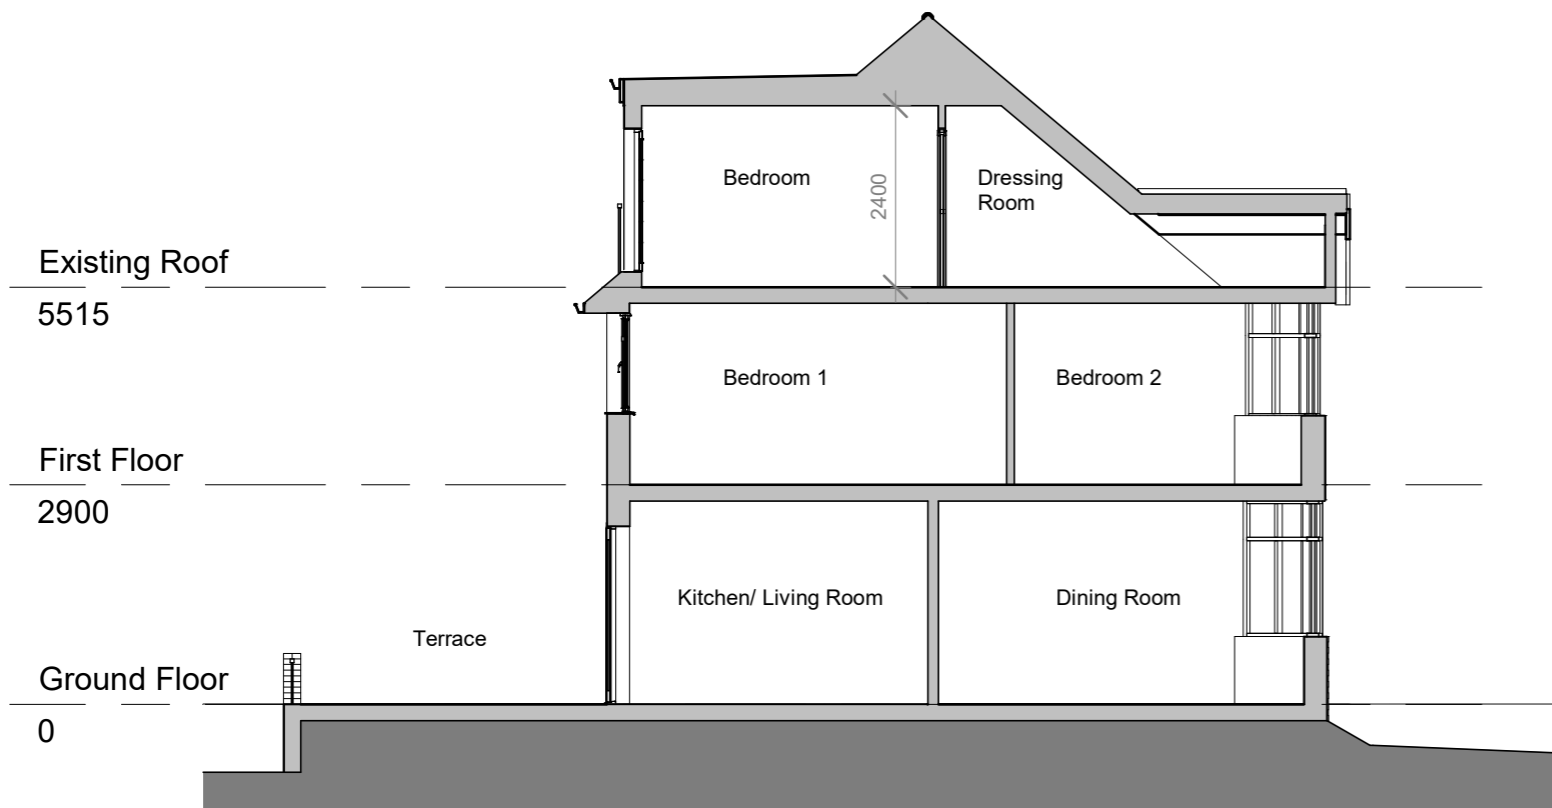 Bedroom
2400
Dressing
Room
Existing Roof
5515
Bedroom 1
Bedroom 2
First Floor
2900
Kitchen/ Living Room
Dining Room
Terrace
Ground Floor
0